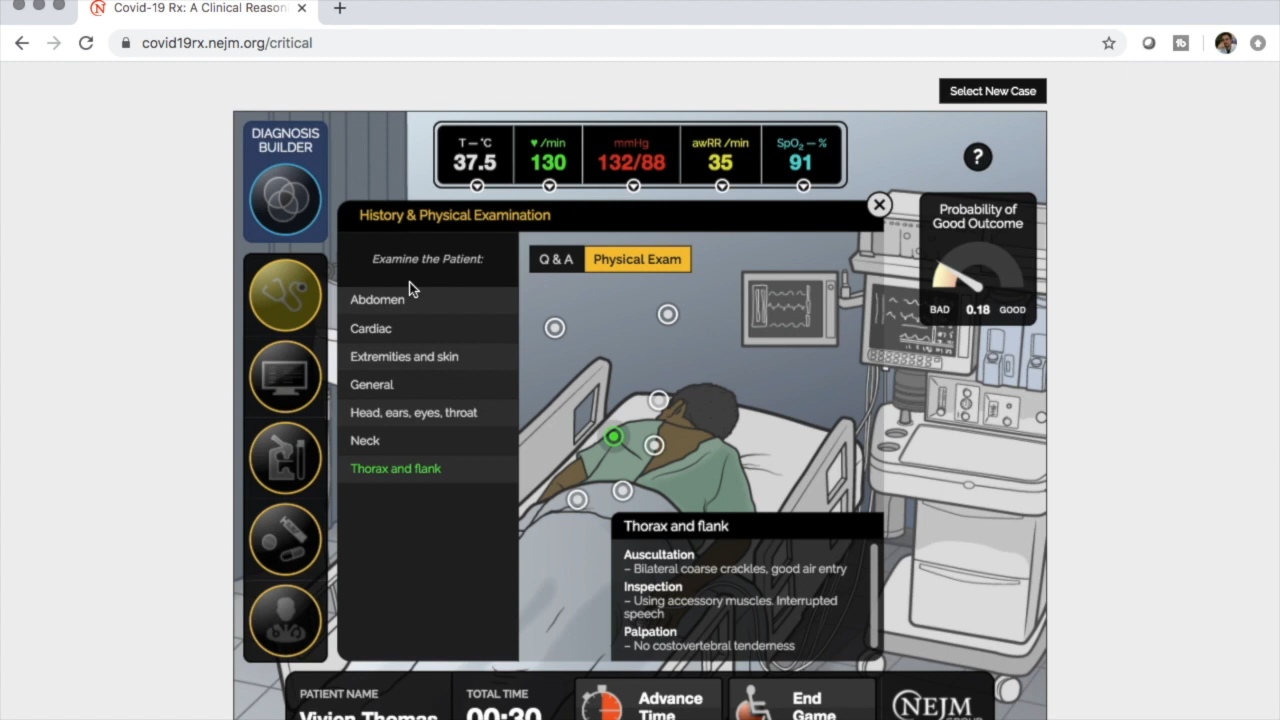 Covid-19 Rx: A Clinical Reason
covid19rx.nejm.org/critical
Select New Case
DIAGNOSIS
BUILDER
T – °C
37.5
♥ /min
130
mmHg
132/88
awRR /min
35
SpO₂ – %
91
?
History & Physical Examination
Probability of
Good Outcome
BAD 0.18 GOOD
Examine the Patient:
Q & A
Physical Exam
Abdomen
Cardiac
Extremities and skin
General
Head, ears, eyes, throat
Neck
Thorax and flank
Thorax and flank
Auscultation
– Bilateral coarse crackles, good air entry
Inspection
– Using accessory muscles. Interrupted
speech
Palpation
– No costovertebral tenderness
PATIENT NAME
Vivien Thomas
TOTAL TIME
00:30
Advance
Time
End
Game
NEJM